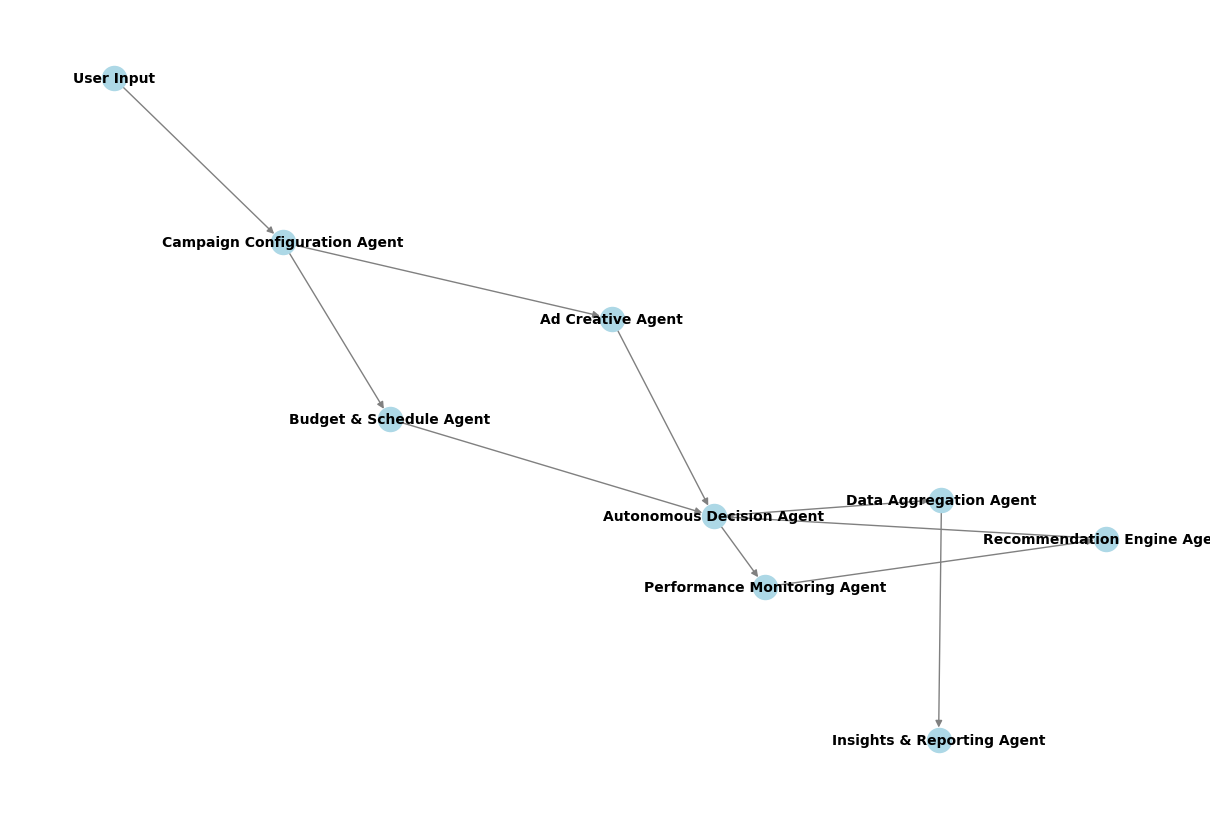 User Input
Campaign Configuration Agent
Ad Creative Agent
Budget & Schedule Agent
Data Aggregation Agent
Autonomous Decision Agent
Recommendation Engine Age
Performance Monitoring Agent
Insights & Reporting Agent